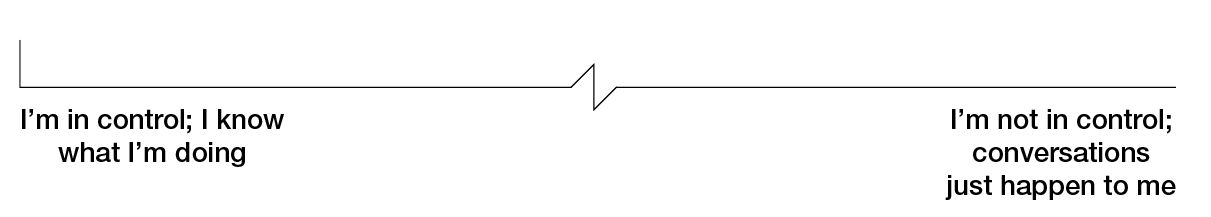 I’m in control; I know
what I’m doing
I’m not in control;
conversations
just happen to me